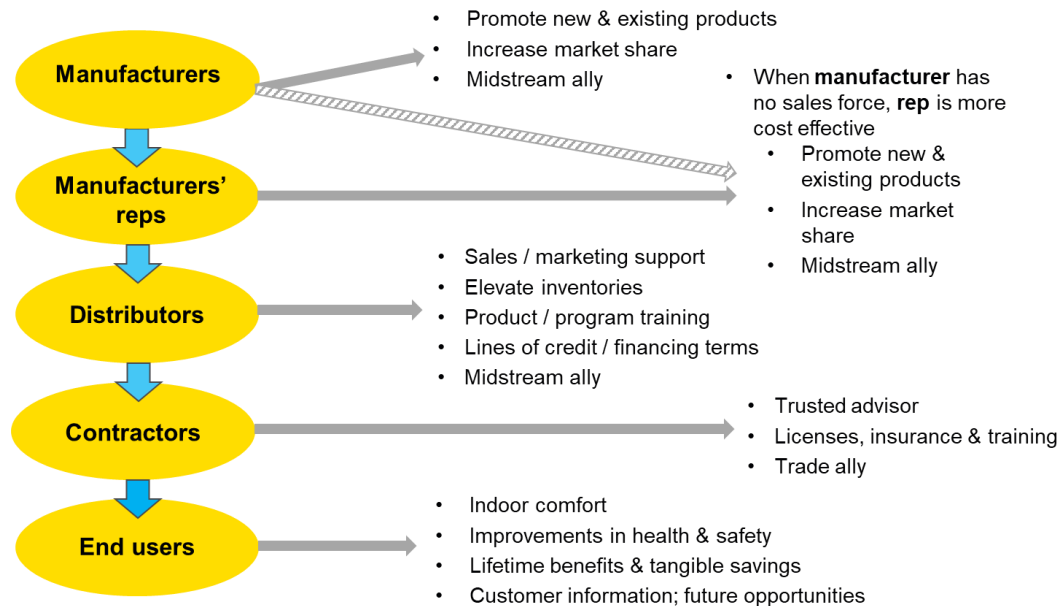 Manufacturers
• Promote new & existing products
• Increase market share
• Midstream ally
• When manufacturer has
no sales force, rep is more
cost effective
• Promote new &
existing products
• Increase market
share
• Midstream ally
Manufacturers’
reps
Distributors
• Sales / marketing support
• Elevate inventories
• Product / program training
• Lines of credit / financing terms
• Midstream ally
Contractors
• Trusted advisor
• Licenses, insurance & training
• Trade ally
End users
• Indoor comfort
• Improvements in health & safety
• Lifetime benefits & tangible savings
• Customer information; future opportunities